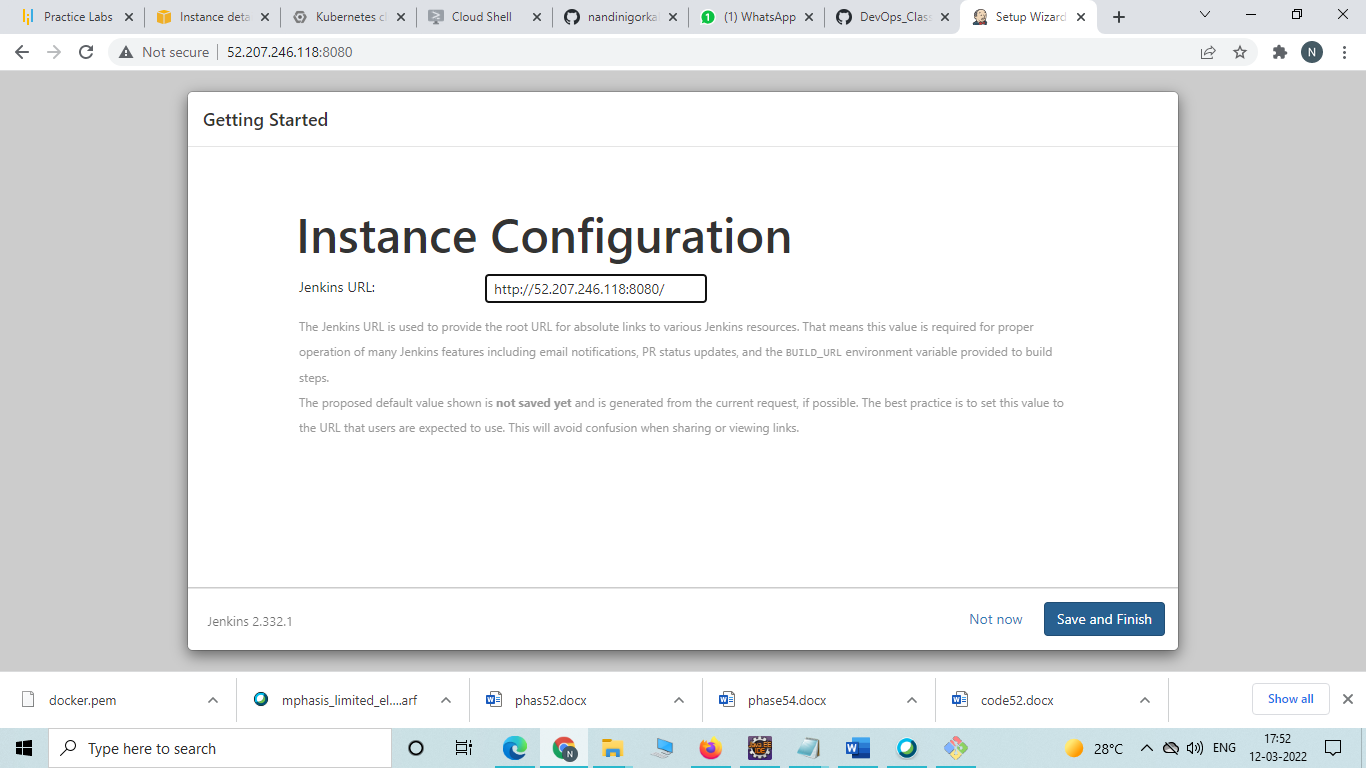 Practice Labs
Instance deta
Kubernetes cl
Cloud Shell
nandinigorka
1
(1) WhatsApp
DevOps_Class
Setup Wizard
Not secure
52.207.246.118:8080
N
Getting Started
Instance Configuration
Jenkins URL:
http://52.207.246.118:8080/
The Jenkins URL is used to provide the root URL for absolute links to various Jenkins resources. That means this value is required for proper
operation of many Jenkins features including email notifications, PR status updates, and the BUILD_URL environment variable provided to build
steps.
The proposed default value shown is not saved yet and is generated from the current request, if possible. The best practice is to set this value to
the URL that users are expected to use. This will avoid confusion when sharing or viewing links.
Jenkins 2.332.1
Not now
Save and Finish
docker.pem
mphasis_limited_el....arf
phas52.docx
phase54.docx
code52.docx
Show all
Type here to search
28°C
ENG
17:52
12-03-2022